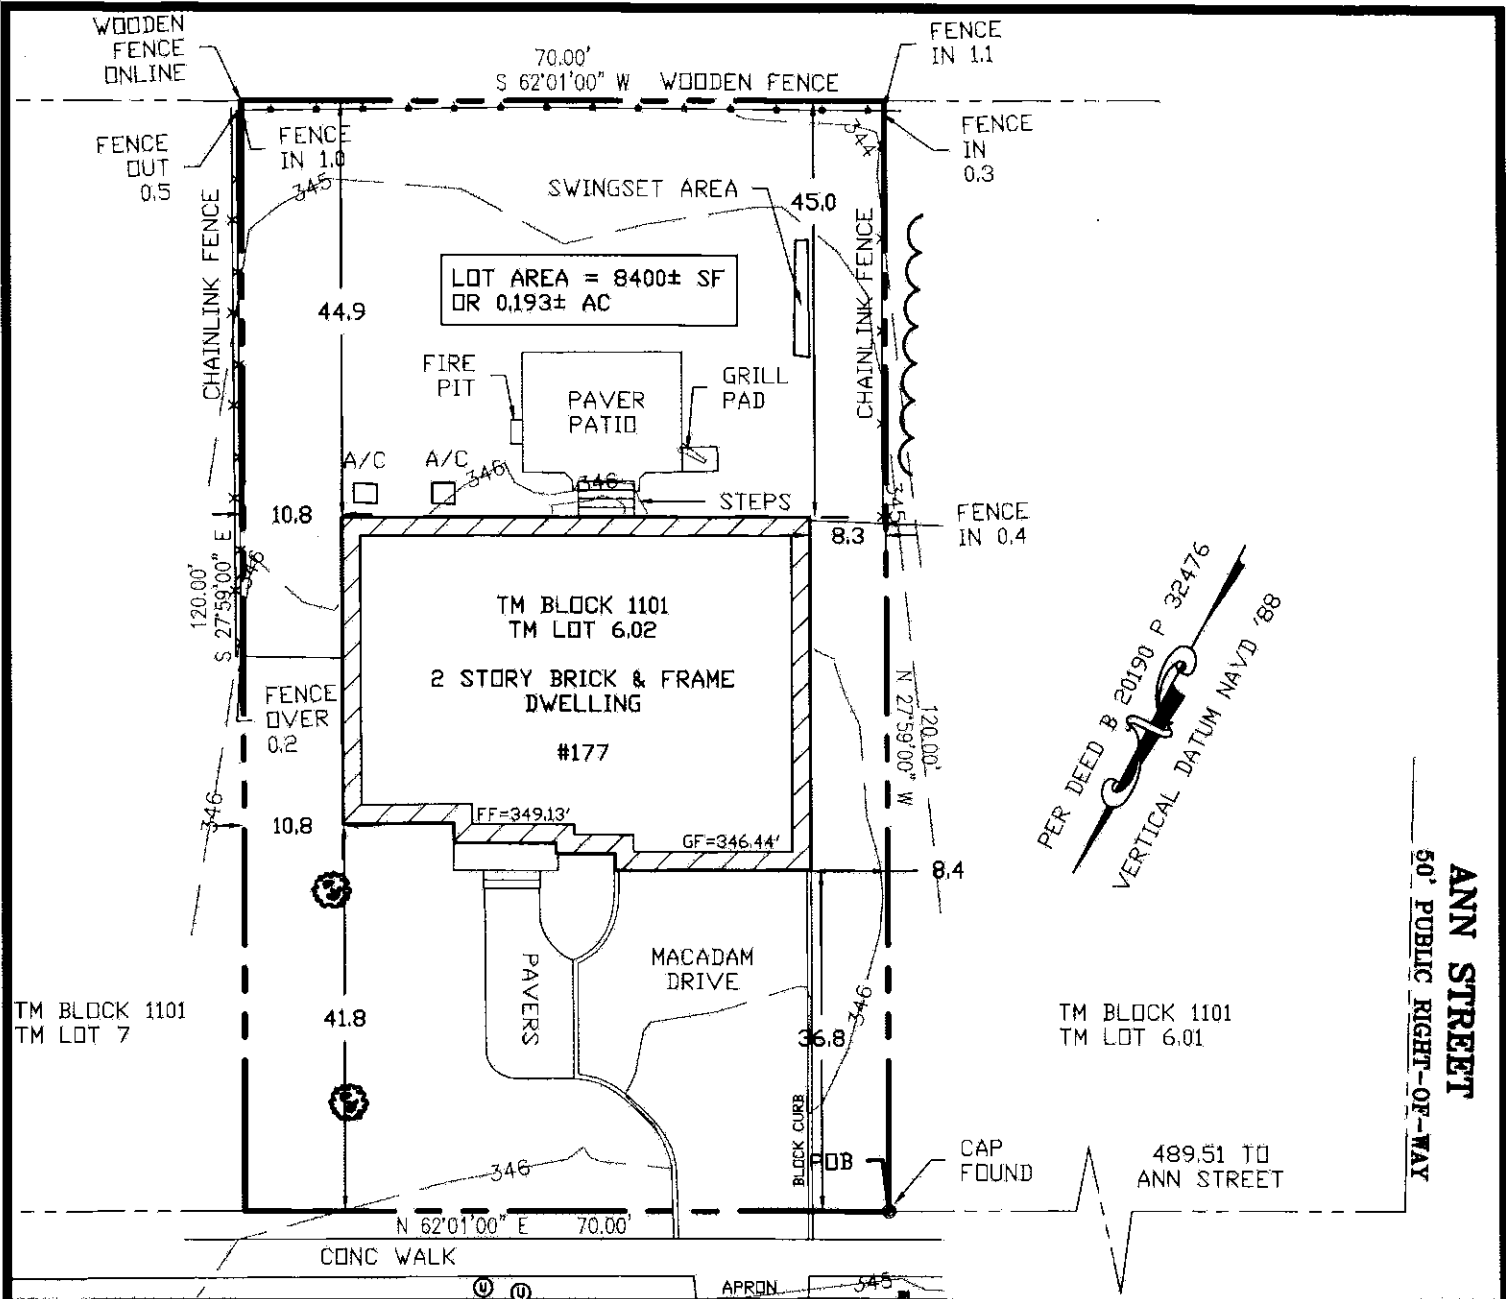 WOODEN
FENCE
ONLINE
70.00'
S 62°01'00" W
WOODEN FENCE
FENCE
IN 1.1
FENCE
OUT
0.5
FENCE
IN 1.0
345
344
FENCE
IN
0.3
CHAINLINK FENCE
SWINGSET AREA
45.0
CHAINLINK FENCE
LOT AREA = 8400± SF
OR 0.193± AC
44.9
FIRE
PIT
PAVER
PATIO
GRILL
PAD
A/C
A/C
346
346
STEPS
345
10.8
8.3
FENCE
IN 0.4
120.00'
S 27°59'00" E
346
TM BLOCK 1101
TM LOT 6.02
2 STORY BRICK & FRAME
DWELLING
#177
FENCE
OVER
0.2
N 27°59'00" W
120.00'
PER DEED B 20190 P 32476
VERTICAL DATUM NAVD '88
346
10.8
FF=349.13'
GF=346.44'
8.4
ANN STREET
50' PUBLIC RIGHT-OF-WAY
PAVERS
MACADAM
DRIVE
346
TM BLOCK 1101
TM LOT 7
41.8
36.8
TM BLOCK 1101
TM LOT 6.01
BLOCK CURB
POB
CAP
FOUND
489.51 TO
ANN STREET
346
N 62°01'00" E
70.00'
CONC WALK
U
U
APRON
345